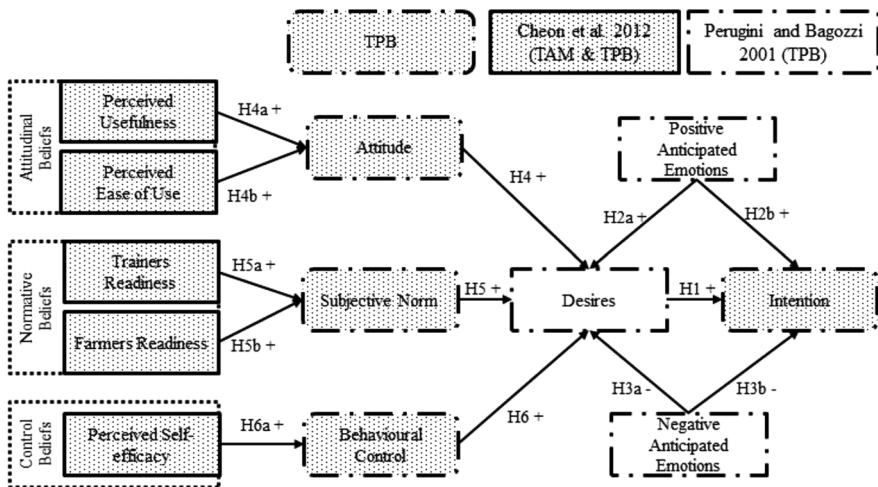 TPB
Cheon et al. 2012
(TAM & TPB)
Perugini and Bagozzi
2001 (TPB)
Attitudinal
Beliefs
Perceived
Usefulness
H4a +
Perceived
Ease of Use
H4b +
Attitude
H4 +
Positive
Anticipated
Emotions
H2a +
H2b +
Normative
Beliefs
Trainers
Readiness
H5a +
Farmers Readiness
H5b +
Subjective Norm
H5 +
Desires
H1 +
Intention
H3a -
H3b -
Control
Beliefs
Perceived Self-
efficacy
H6a +
Behavioural
Control
H6 +
Negative
Anticipated
Emotions